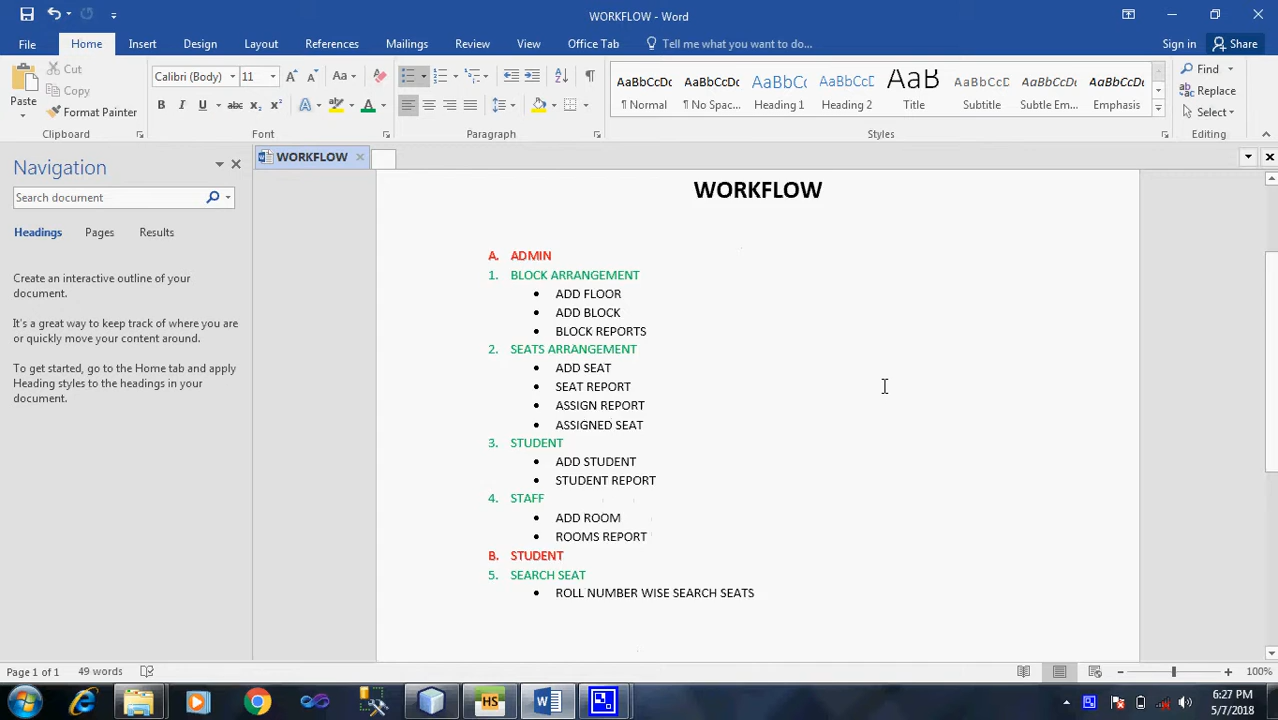 WORKFLOW - Word
File Home Insert Design Layout References Mailings Review View Office Tab Tell me what you want to do... Sign in Share
Paste
Cut
Copy
Format Painter
Clipboard
Calibri (Body) 11
Font
Paragraph
AaBbCcDc AaBbCcDc AaBbCc AaBbCcD AaB AaBbCcD AaBbCcDc AaBbCcDc
¶ Normal ¶ No Spac... Heading 1 Heading 2 Title Subtitle Subtle Em... Emphasis
Styles
Find
Replace
Select
Editing
WORKFLOW
Navigation
Search document
Headings Pages Results
Create an interactive outline of your
document.
It's a great way to keep track of where you are
or quickly move your content around.
To get started, go to the Home tab and apply
Heading styles to the headings in your
document.
WORKFLOW
A. ADMIN
1. BLOCK ARRANGEMENT
• ADD FLOOR
• ADD BLOCK
• BLOCK REPORTS
2. SEATS ARRANGEMENT
• ADD SEAT
• SEAT REPORT
• ASSIGN REPORT
• ASSIGNED SEAT
3. STUDENT
• ADD STUDENT
• STUDENT REPORT
4. STAFF
• ADD ROOM
• ROOMS REPORT
B. STUDENT
5. SEARCH SEAT
• ROLL NUMBER WISE SEARCH SEATS
Page 1 of 1 49 words 100%
HS
6:27 PM
5/7/2018